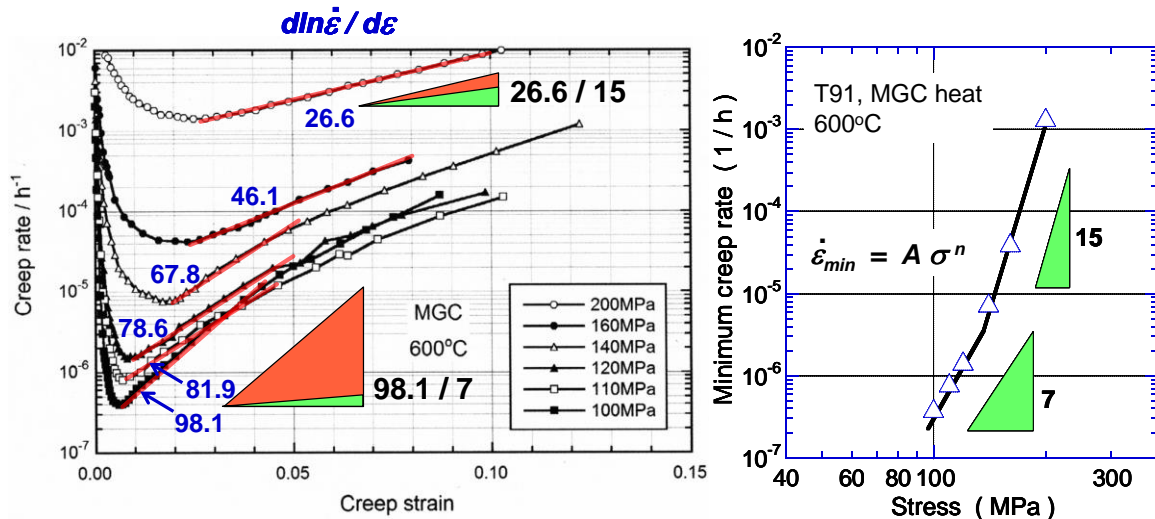 dlnε̇ / dε
10⁻²
10⁻³
10⁻⁴
10⁻⁵
10⁻⁶
10⁻⁷
Creep rate / h⁻¹
0.00
0.05
0.10
0.15
Creep strain
26.6
46.1
67.8
78.6
81.9
98.1
26.6 / 15
98.1 / 7
MGC
600°C
200MPa
160MPa
140MPa
120MPa
110MPa
100MPa
10⁻²
10⁻³
10⁻⁴
10⁻⁵
10⁻⁶
10⁻⁷
Minimum creep rate ( 1 / h )
T91, MGC heat
600ºC
ε̇min = A σⁿ
15
7
40
60
80
100
300
Stress ( MPa )